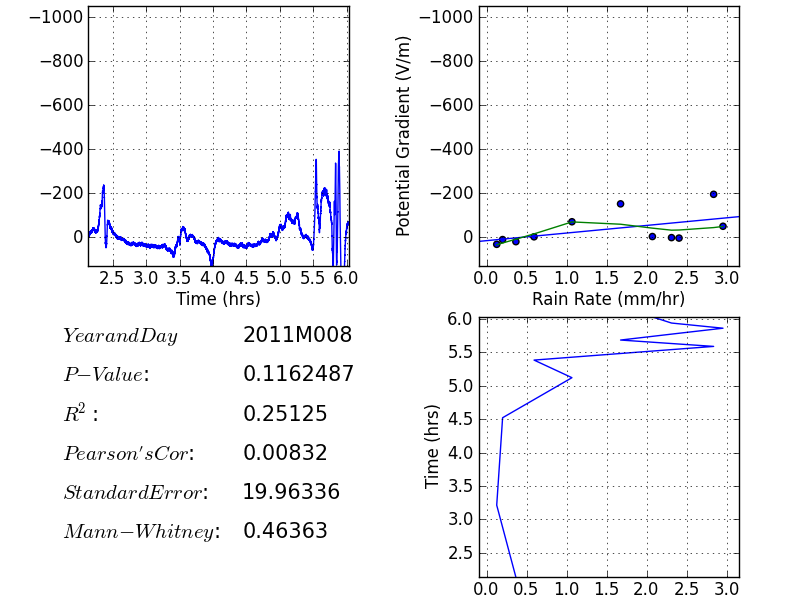 −1000
−800
−600
−400
−200
0
2.5 3.0 3.5 4.0 4.5 5.0 5.5 6.0
Time (hrs)
Potential Gradient (V/m)
−1000
−800
−600
−400
−200
0
0.0 0.5 1.0 1.5 2.0 2.5 3.0
Rain Rate (mm/hr)
YearandDay 2011M008
P−Value: 0.1162487
R² : 0.25125
Pearson'sCor: 0.00832
StandardError: 19.96336
Mann−Whitney: 0.46363
Time (hrs)
6.0
5.5
5.0
4.5
4.0
3.5
3.0
2.5
0.0 0.5 1.0 1.5 2.0 2.5 3.0